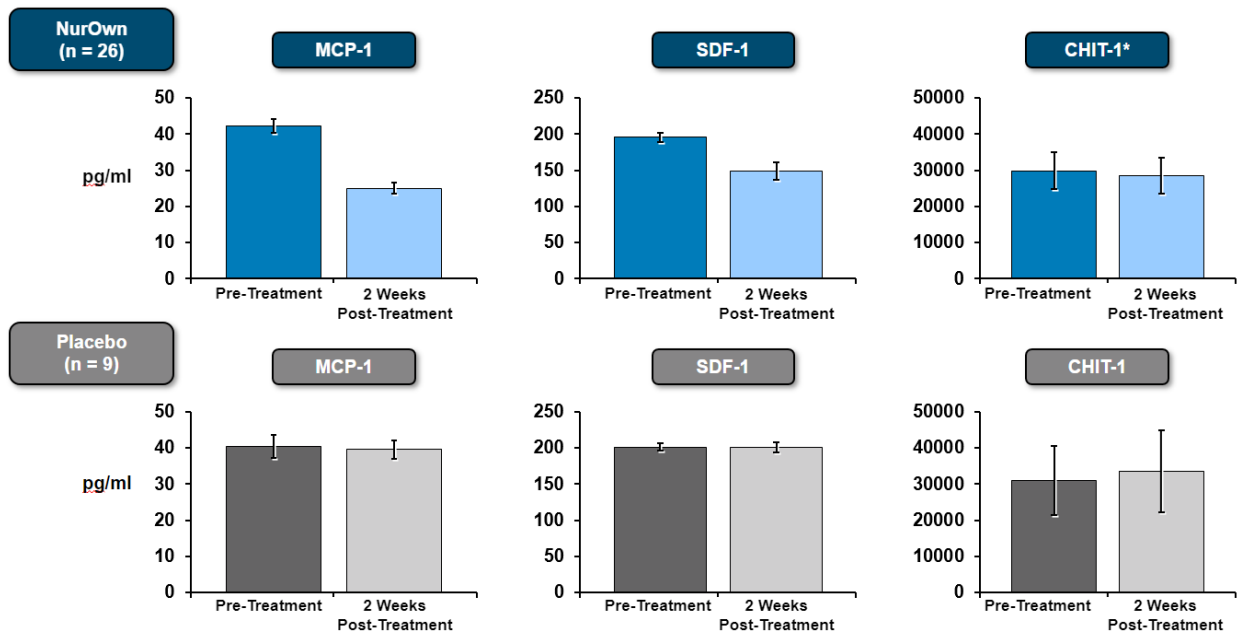 NurOwn
(n = 26)
MCP-1
SDF-1
CHIT-1*
pg/ml
50
40
30
20
10
0
Pre-Treatment
2 Weeks
Post-Treatment
250
200
150
100
50
0
Pre-Treatment
2 Weeks
Post-Treatment
50000
40000
30000
20000
10000
0
Pre-Treatment
2 Weeks
Post-Treatment
Placebo
(n = 9)
MCP-1
SDF-1
CHIT-1
pg/ml
50
40
30
20
10
0
Pre-Treatment
2 Weeks
Post-Treatment
250
200
150
100
50
0
Pre-Treatment
2 Weeks
Post-Treatment
50000
40000
30000
20000
10000
0
Pre-Treatment
2 Weeks
Post-Treatment